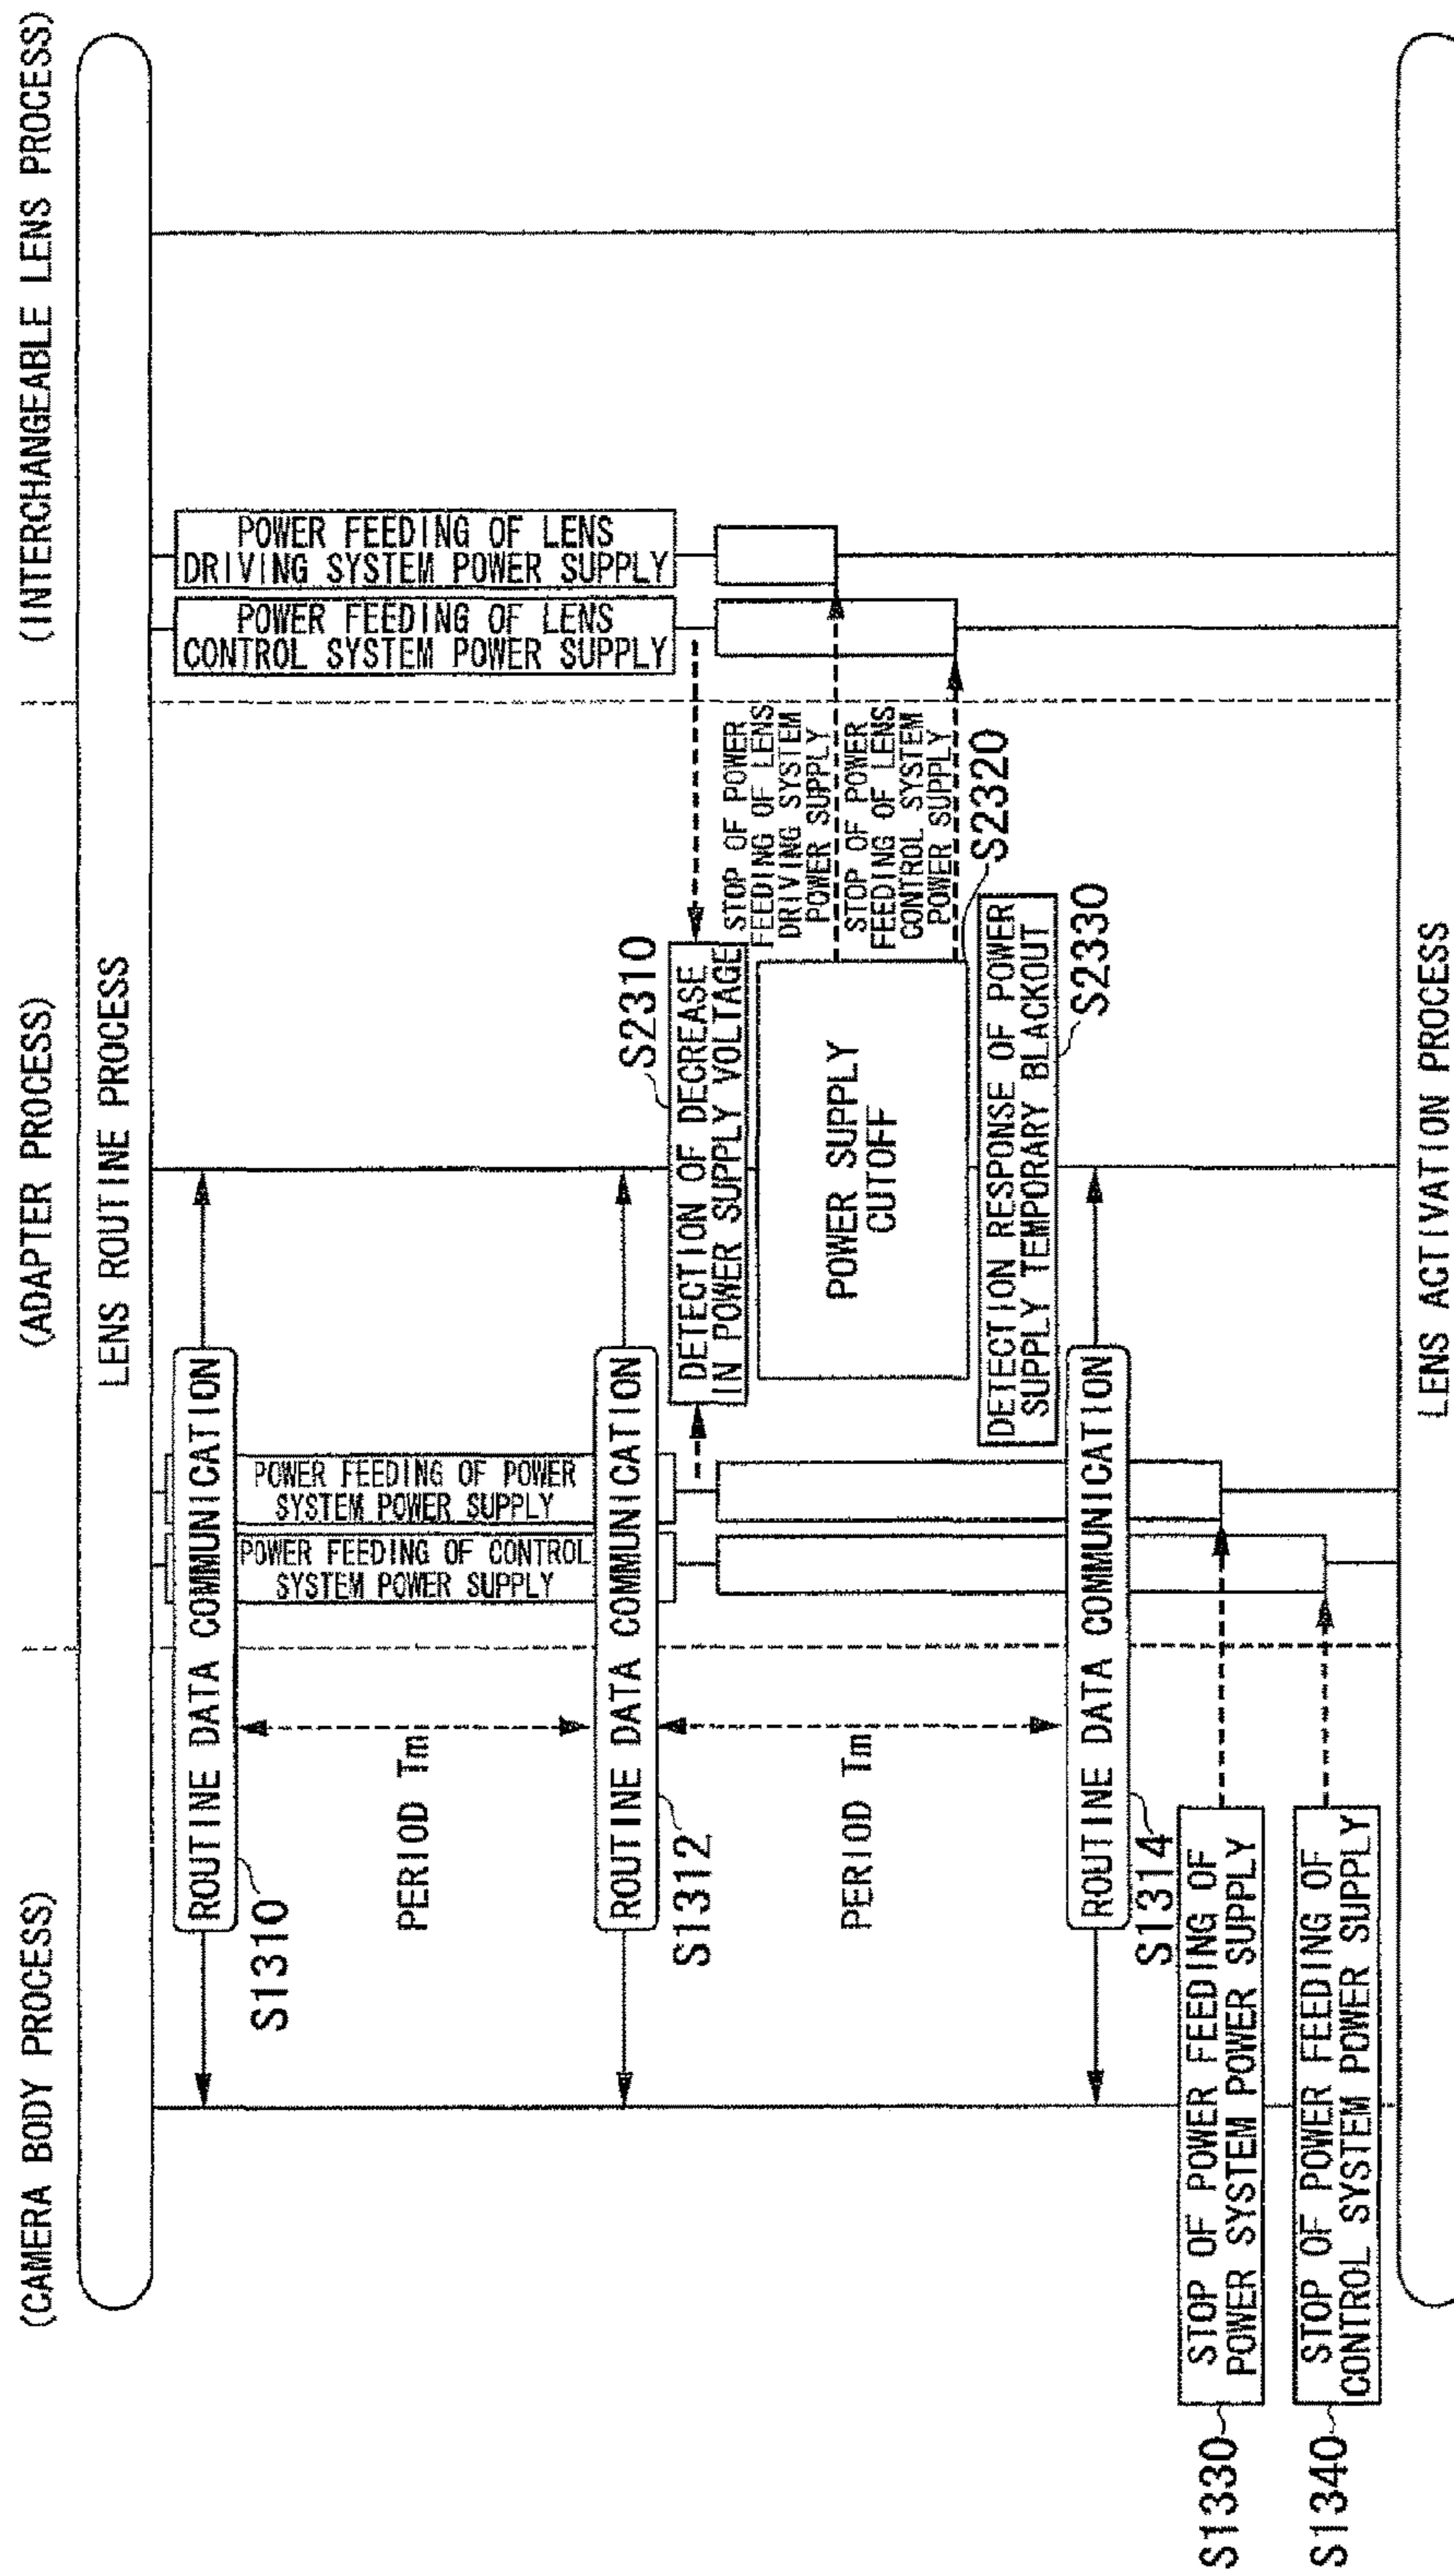 (CAMERA BODY PROCESS)
(ADAPTER PROCESS)
(INTERCHANGEABLE LENS PROCESS)
LENS ROUTINE PROCESS
ROUTINE DATA COMMUNICATION
S1310
POWER FEEDING OF POWER
SYSTEM POWER SUPPLY
POWER FEEDING OF CONTROL
SYSTEM POWER SUPPLY
POWER FEEDING OF LENS
DRIVING SYSTEM POWER SUPPLY
POWER FEEDING OF LENS
CONTROL SYSTEM POWER SUPPLY
PERIOD Tm
ROUTINE DATA COMMUNICATION
S1312
S2310
DETECTION OF DECREASE
IN POWER SUPPLY VOLTAGE
STOP OF POWER
FEEDING OF LENS
DRIVING SYSTEM
POWER SUPPLY
POWER SUPPLY
CUTOFF
STOP OF POWER
FEEDING OF LENS
CONTROL SYSTEM
POWER SUPPLY
S2320
PERIOD Tm
DETECTION RESPONSE OF POWER
SUPPLY TEMPORARY BLACKOUT
S2330
ROUTINE DATA COMMUNICATION
S1314
STOP OF POWER FEEDING OF
POWER SYSTEM POWER SUPPLY
S1330
STOP OF POWER FEEDING OF
CONTROL SYSTEM POWER SUPPLY
S1340
LENS ACTIVATION PROCESS